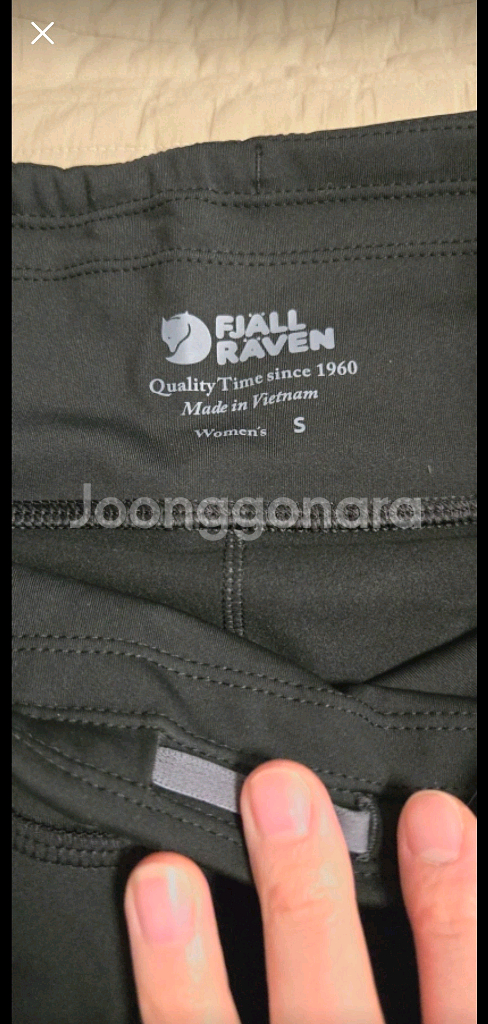 FJÄLL
RÄVEN
Quality Time since 1960
Made in Vietnam
Women's S
Joonggonara